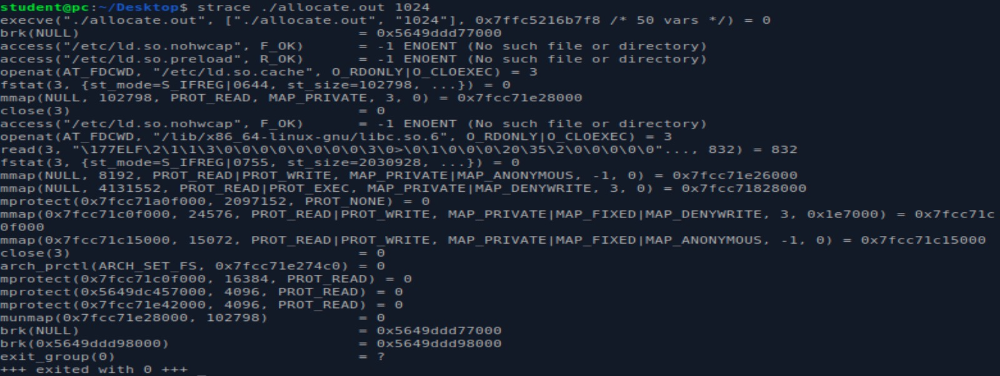 student@pc:~/Desktop$ strace ./allocate.out 1024
execve("./allocate.out", ["./allocate.out", "1024"], 0x7ffc5216b7f8 /* 50 vars */) = 0
brk(NULL)                               = 0x5649ddd77000
access("/etc/ld.so.nohwcap", F_OK)      = -1 ENOENT (No such file or directory)
access("/etc/ld.so.preload", R_OK)      = -1 ENOENT (No such file or directory)
openat(AT_FDCWD, "/etc/ld.so.cache", O_RDONLY|O_CLOEXEC) = 3
fstat(3, {st_mode=S_IFREG|0644, st_size=102798, ...}) = 0
mmap(NULL, 102798, PROT_READ, MAP_PRIVATE, 3, 0) = 0x7fcc71e28000
close(3)                                = 0
access("/etc/ld.so.nohwcap", F_OK)      = -1 ENOENT (No such file or directory)
openat(AT_FDCWD, "/lib/x86_64-linux-gnu/libc.so.6", O_RDONLY|O_CLOEXEC) = 3
read(3, "\177ELF\2\1\1\3\0\0\0\0\0\0\0\0\3\0>\0\1\0\0\0\20\35\2\0\0\0\0\0"..., 832) = 832
fstat(3, {st_mode=S_IFREG|0755, st_size=2030928, ...}) = 0
mmap(NULL, 8192, PROT_READ|PROT_WRITE, MAP_PRIVATE|MAP_ANONYMOUS, -1, 0) = 0x7fcc71e26000
mmap(NULL, 4131552, PROT_READ|PROT_EXEC, MAP_PRIVATE|MAP_DENYWRITE, 3, 0) = 0x7fcc71828000
mprotect(0x7fcc71a0f000, 2097152, PROT_NONE) = 0
mmap(0x7fcc71c0f000, 24576, PROT_READ|PROT_WRITE, MAP_PRIVATE|MAP_FIXED|MAP_DENYWRITE, 3, 0x1e7000) = 0x7fcc71c
0f000
mmap(0x7fcc71c15000, 15072, PROT_READ|PROT_WRITE, MAP_PRIVATE|MAP_FIXED|MAP_ANONYMOUS, -1, 0) = 0x7fcc71c15000
close(3)                                = 0
arch_prctl(ARCH_SET_FS, 0x7fcc71e274c0) = 0
mprotect(0x7fcc71c0f000, 16384, PROT_READ) = 0
mprotect(0x5649dc457000, 4096, PROT_READ) = 0
mprotect(0x7fcc71e42000, 4096, PROT_READ) = 0
munmap(0x7fcc71e28000, 102798)          = 0
brk(NULL)                               = 0x5649ddd77000
brk(0x5649ddd98000)                     = 0x5649ddd98000
exit_group(0)                           = ?
+++ exited with 0 +++